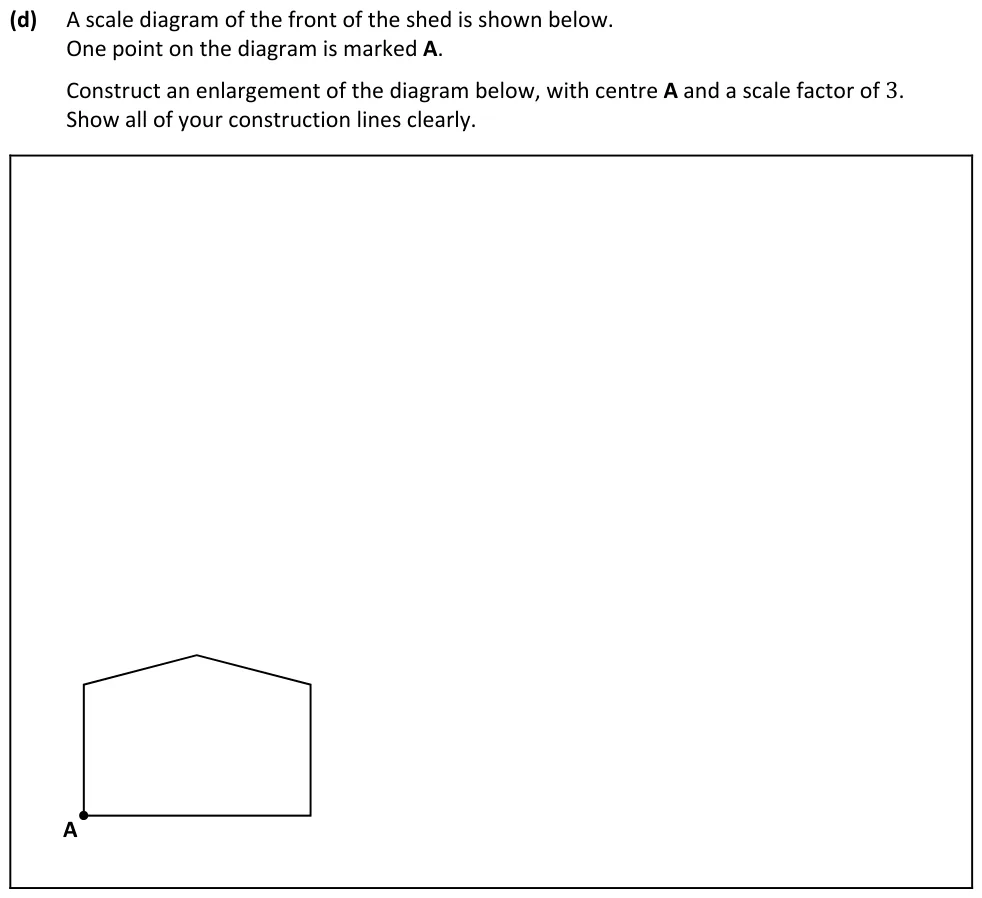 (d) A scale diagram of the front of the shed is shown below.
One point on the diagram is marked A.
Construct an enlargement of the diagram below, with centre A and a scale factor of 3.
Show all of your construction lines clearly.
A